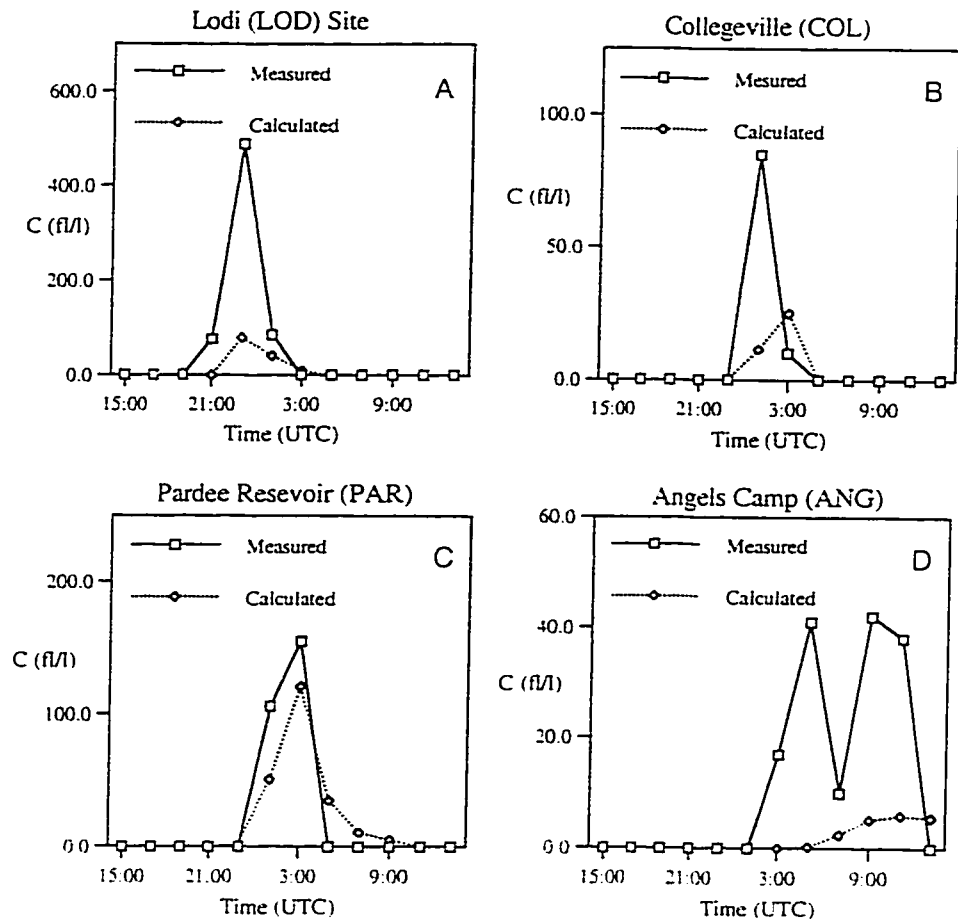 Lodi (LOD) Site
Measured
Calculated
A
600.0
400.0
C (fl/l)
200.0
0.0
15:00 21:00 3:00 9:00
Time (UTC)
Collegeville (COL)
Mesured
Calculated
B
100.0
C (fl/l)
50.0
0.0
15:00 21:00 3:00 9:00
Time (UTC)
Pardee Resevoir (PAR)
Measured
Calculated
C
200.0
C (fl/l)
100.0
0.0
15:00 21:00 3:00 9:00
Time (UTC)
Angels Camp (ANG)
Measured
Calculated
D
60.0
40.0
C (fl/l)
20.0
0.0
15:00 21:00 3:00 9:00
Time (UTC)